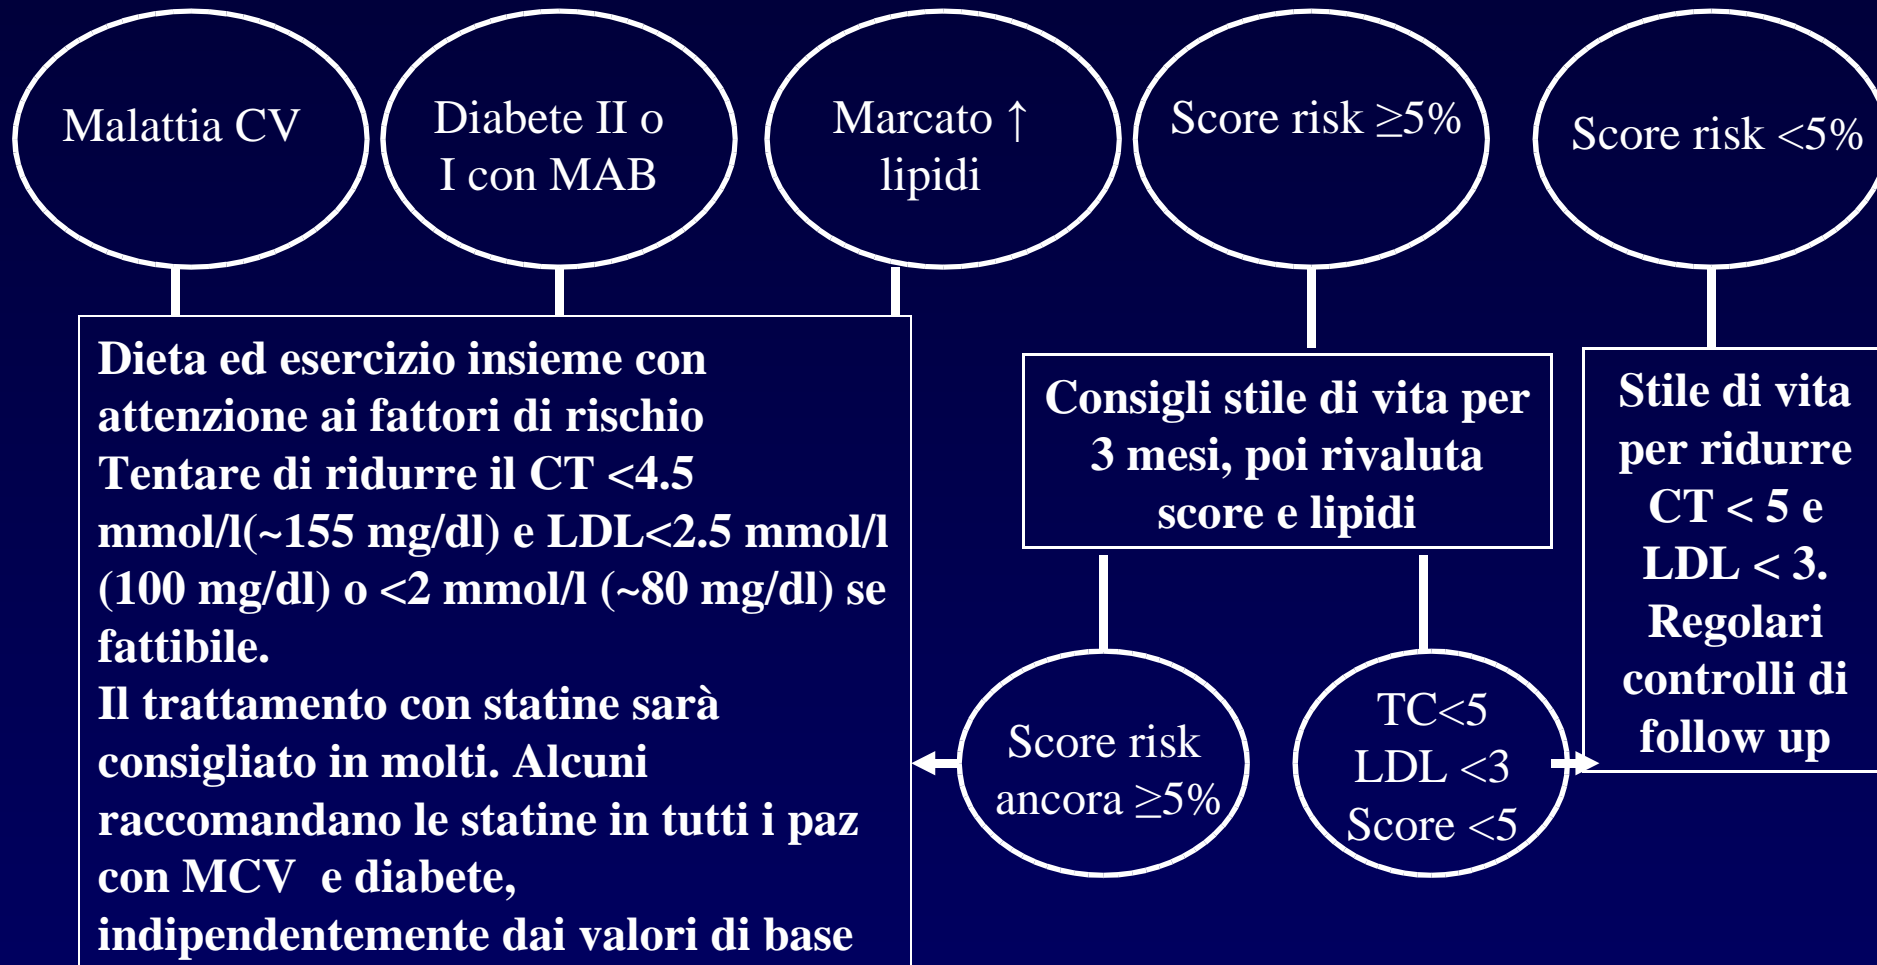 Malattia CV
Diabete II o
I con MAB
Marcato ↑
lipidi
Score risk ≥5%
Score risk <5%
Dieta ed esercizio insieme con
attenzione ai fattori di rischio
Tentare di ridurre il CT <4.5
mmol/l(~155 mg/dl) e LDL<2.5 mmol/l
(100 mg/dl) o <2 mmol/l (~80 mg/dl) se
fattibile.
Il trattamento con statine sarà
consigliato in molti. Alcuni
raccomandano le statine in tutti i paz
con MCV e diabete,
indipendentemente dai valori di base
Consigli stile di vita per
3 mesi, poi rivaluta
score e lipidi
Stile di vita
per ridurre
CT < 5 e
LDL < 3.
Regolari
controlli di
follow up
Score risk
ancora ≥5%
TC<5
LDL <3
Score <5